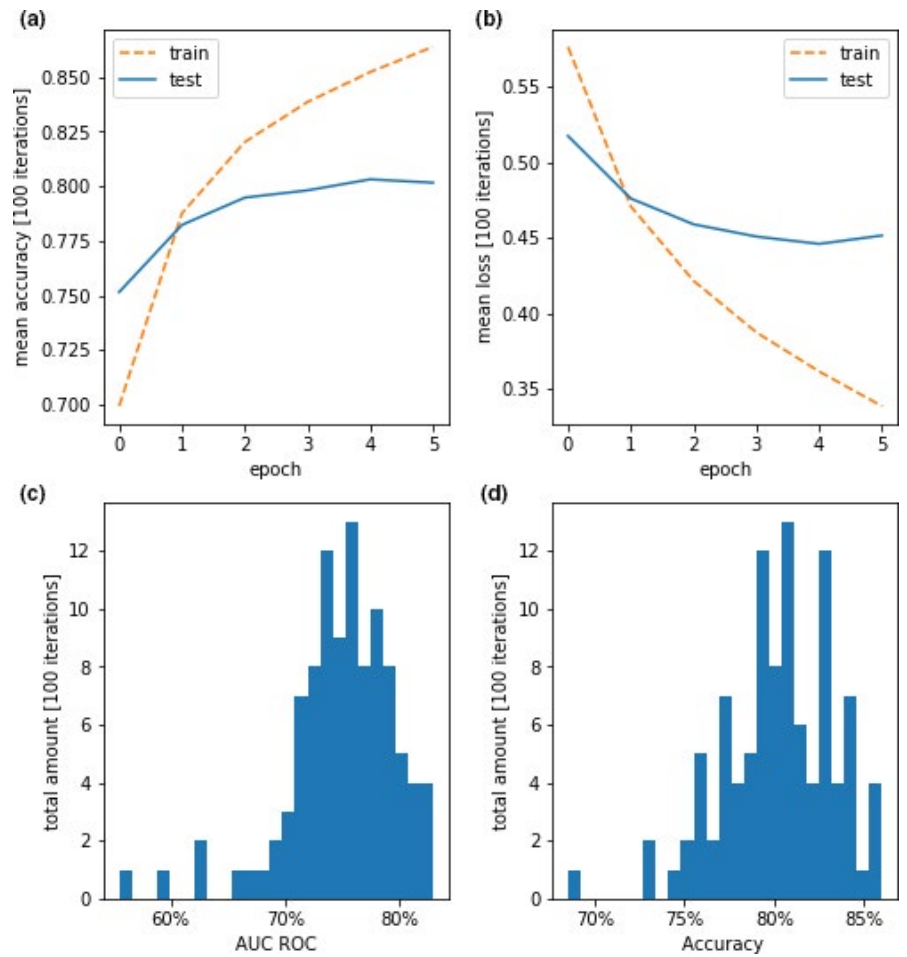 (a)
train
test
0.850
0.825
0.800
0.775
0.750
0.725
0.700
mean accuracy [100 iterations]
0 1 2 3 4 5
epoch
(b)
train
test
0.55
0.50
0.45
0.40
0.35
mean loss [100 iterations]
0 1 2 3 4 5
epoch
(c)
12
10
8
6
4
2
0
total amount [100 iterations]
60% 70% 80%
AUC ROC
(d)
12
10
8
6
4
2
0
total amount [100 iterations]
70% 75% 80% 85%
Accuracy